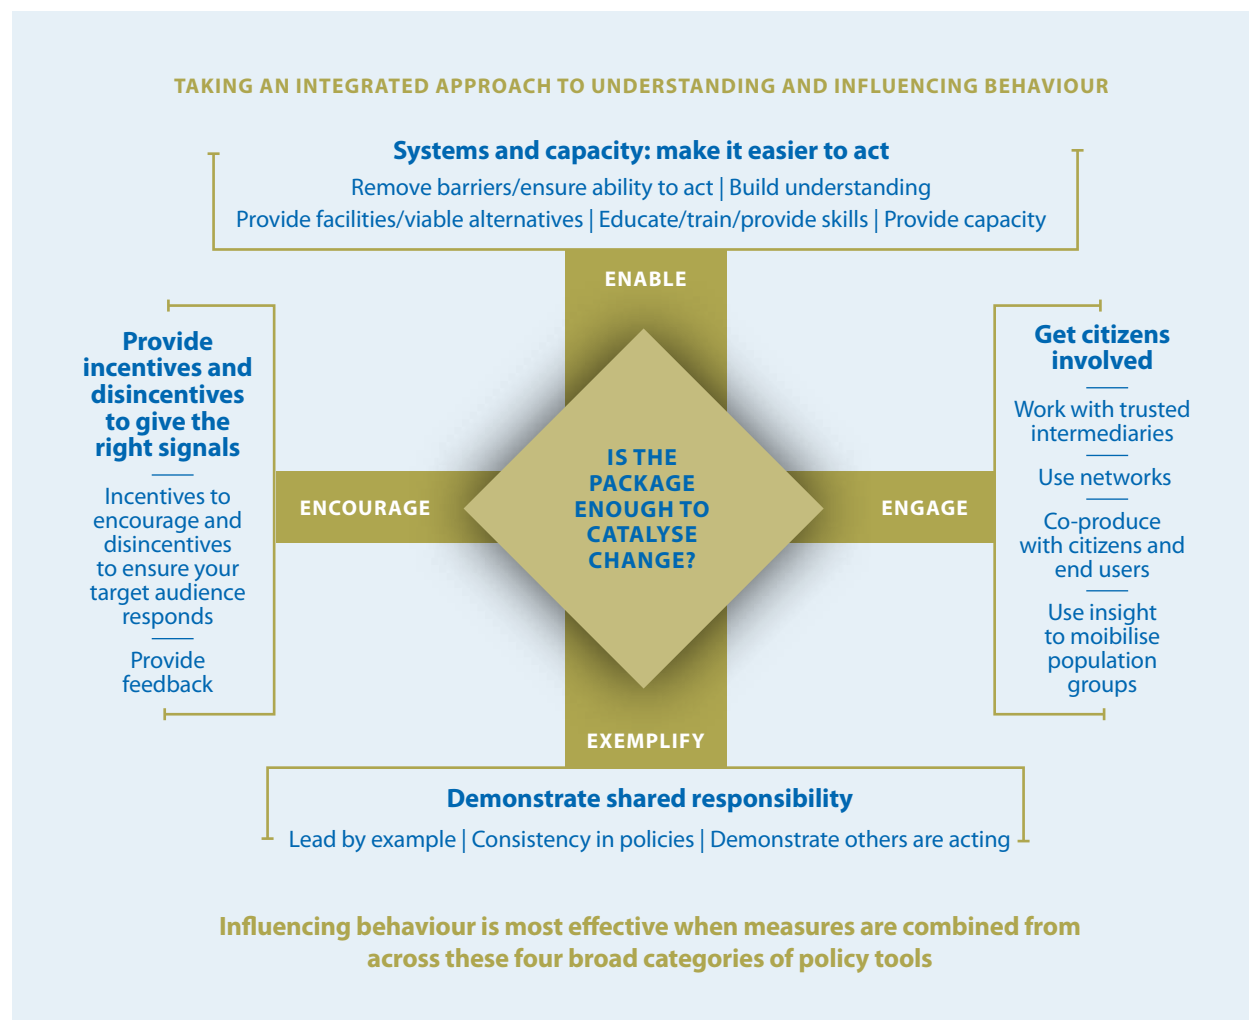 TAKING AN INTEGRATED APPROACH TO UNDERSTANDING AND INFLUENCING BEHAVIOUR
Systems and capacity: make it easier to act
Remove barriers/ensure ability to act | Build understanding
Provide facilities/viable alternatives | Educate/train/provide skills | Provide capacity
ENABLE
Provide
incentives and
disincentives
to give the
right signals
Incentives to
encourage and
disincentives
to ensure your
target audience
responds
Provide
feedback
ENCOURAGE
IS THE
PACKAGE
ENOUGH TO
CATALYSE
CHANGE?
ENGAGE
Get citizens
involved
Work with trusted
intermediaries
Use networks
Co-produce
with citizens and
end users
Use insight
to moibilise
population
groups
EXEMPLIFY
Demonstrate shared responsibility
Lead by example | Consistency in policies | Demonstrate others are acting
Influencing behaviour is most effective when measures are combined from
across these four broad categories of policy tools